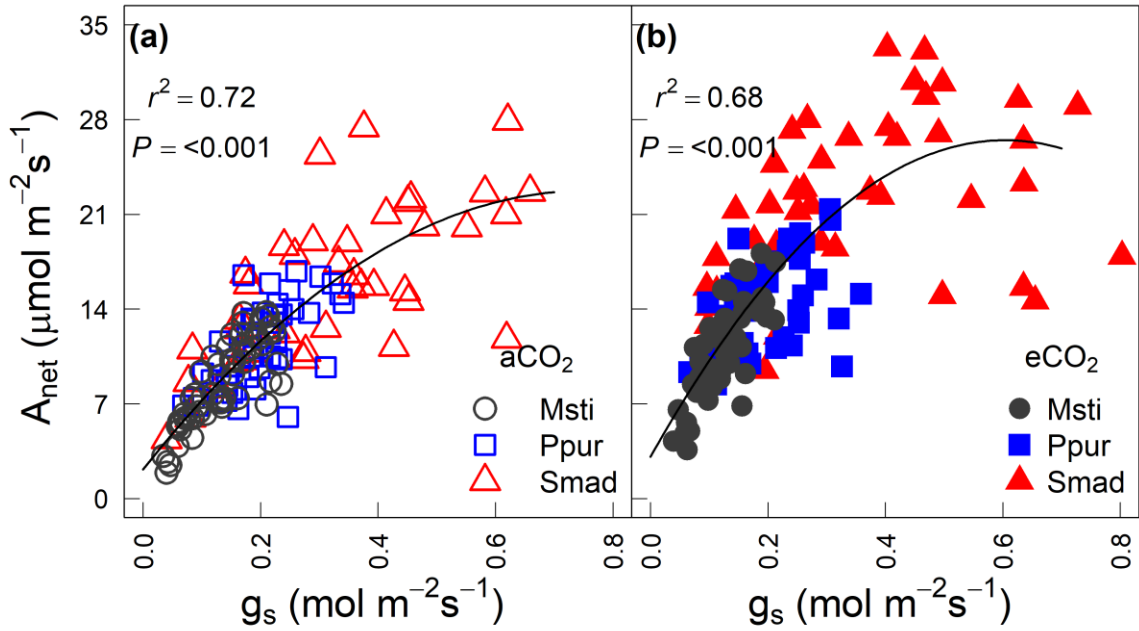 A_net (µmol m⁻²s⁻¹)
35
28
21
14
7
0
(a)
r² = 0.72
P = <0.001
aCO₂
Msti
Ppur
Smad
0.0 0.2 0.4 0.6 0.8
gₛ (mol m⁻²s⁻¹)
(b)
r² = 0.68
P = <0.001
eCO₂
Msti
Ppur
Smad
0.0 0.2 0.4 0.6 0.8
gₛ (mol m⁻²s⁻¹)